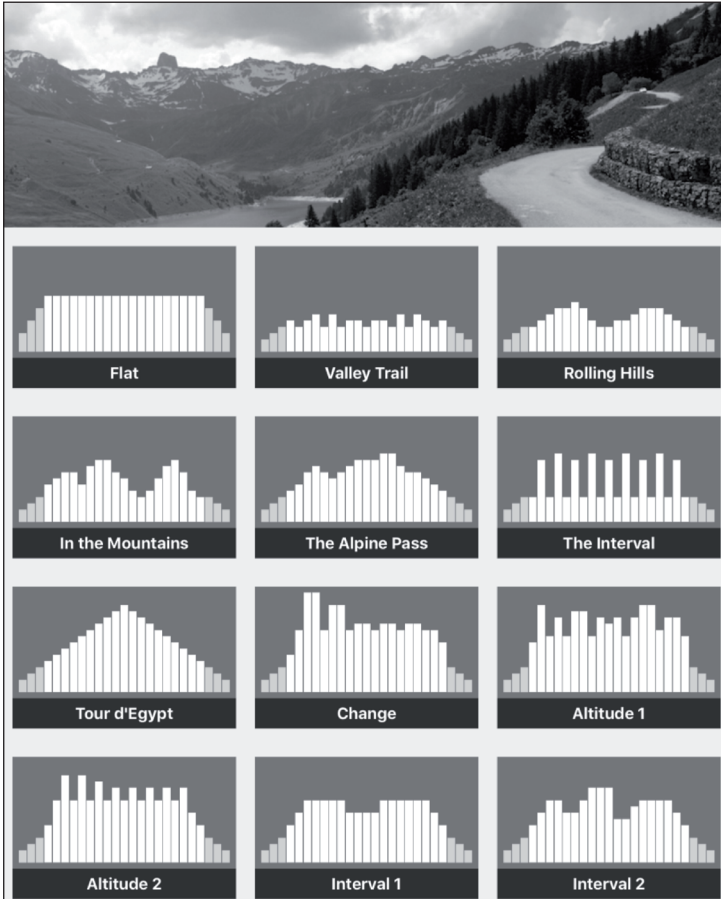 Flat
Valley Trail
Rolling Hills
In the Mountains
The Alpine Pass
The Interval
Tour d'Egypt
Change
Altitude 1
Altitude 2
Interval 1
Interval 2